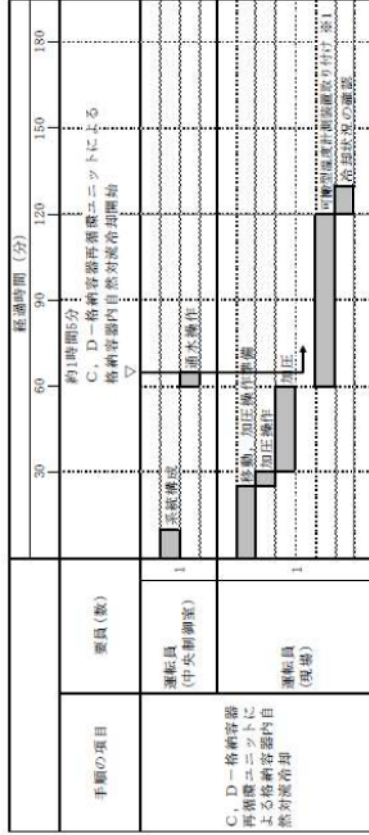 手順の項目
要員(数)
経過時間(分)
30
60
90
120
150
180
約1時間5分
C,D-格納容器再循環ユニットによる
格納容器内自然対流冷却開始
▽
C,D-格納容器
再循環ユニットに
よる格納容器内自
然対流冷却
運転員
(中央制御室)
1
系統構成
通水操作
運転員
(現場)
1
移動,加圧操作準備
加圧操作
加圧
可搬型温度計測装置取り付け ※1
冷却状況の確認